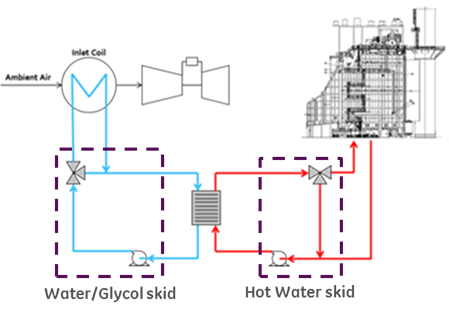 Inlet Coil
Ambient Air
Water/Glycol skid
Hot Water skid